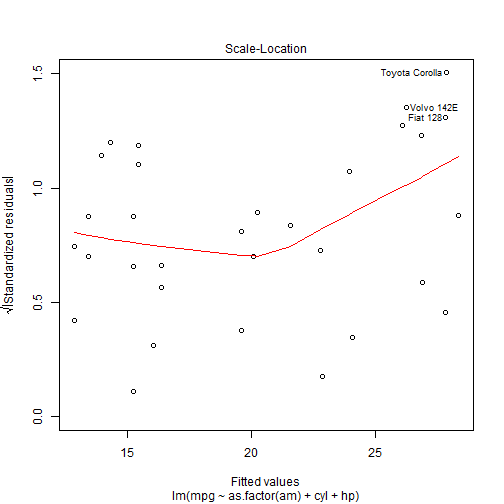 Scale-Location
√|Standardized residuals|
1.5
1.0
0.5
0.0
Toyota Corolla
Volvo 142E
Fiat 128
15
20
25
Fitted values
lm(mpg ~ as.factor(am) + cyl + hp)